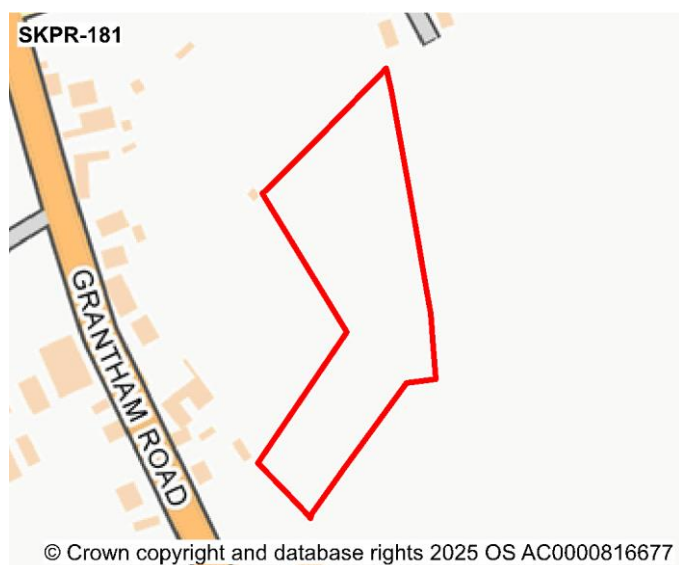 SKPR-181
GRANTHAM ROAD
© Crown copyright and database rights 2025 OS AC0000816677